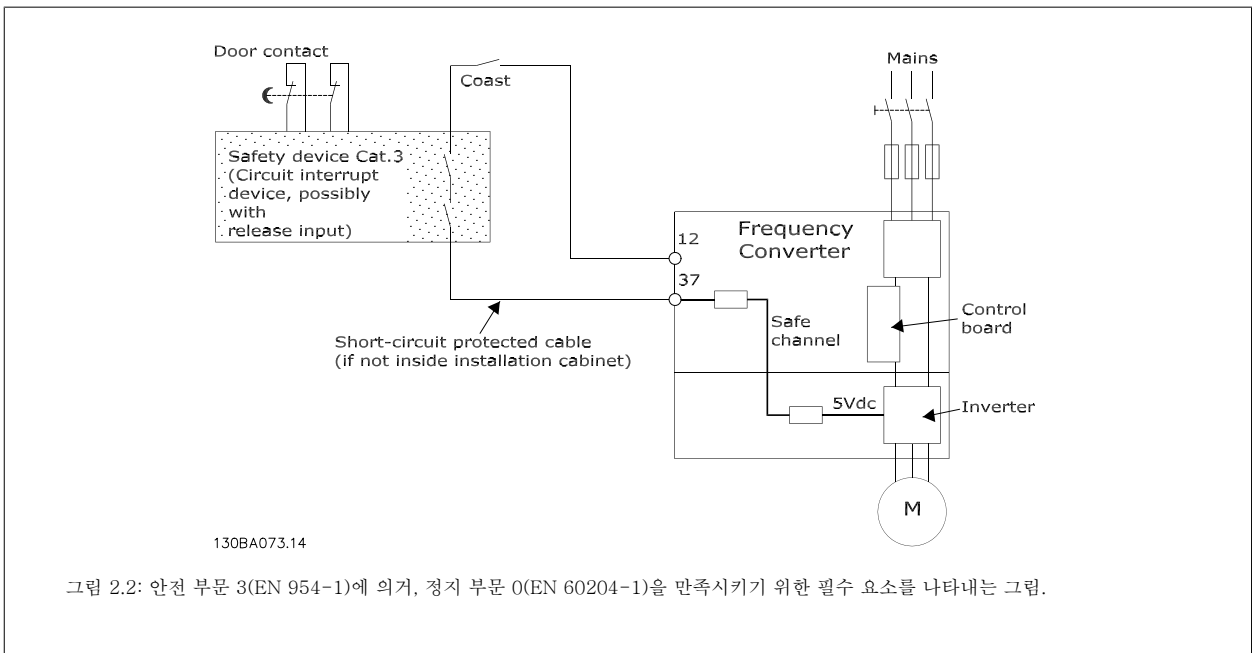 Door contact
Coast
Mains
Safety device Cat.3
(Circuit interrupt
device, possibly
with
release input)
12
Frequency
Converter
37
Safe
channel
Control
board
Short-circuit protected cable
(if not inside installation cabinet)
5Vdc
Inverter
M
130BA073.14
그림 2.2: 안전 부문 3(EN 954-1)에 의거, 정지 부문 0(EN 60204-1)을 만족시키기 위한 필수 요소를 나타내는 그림.